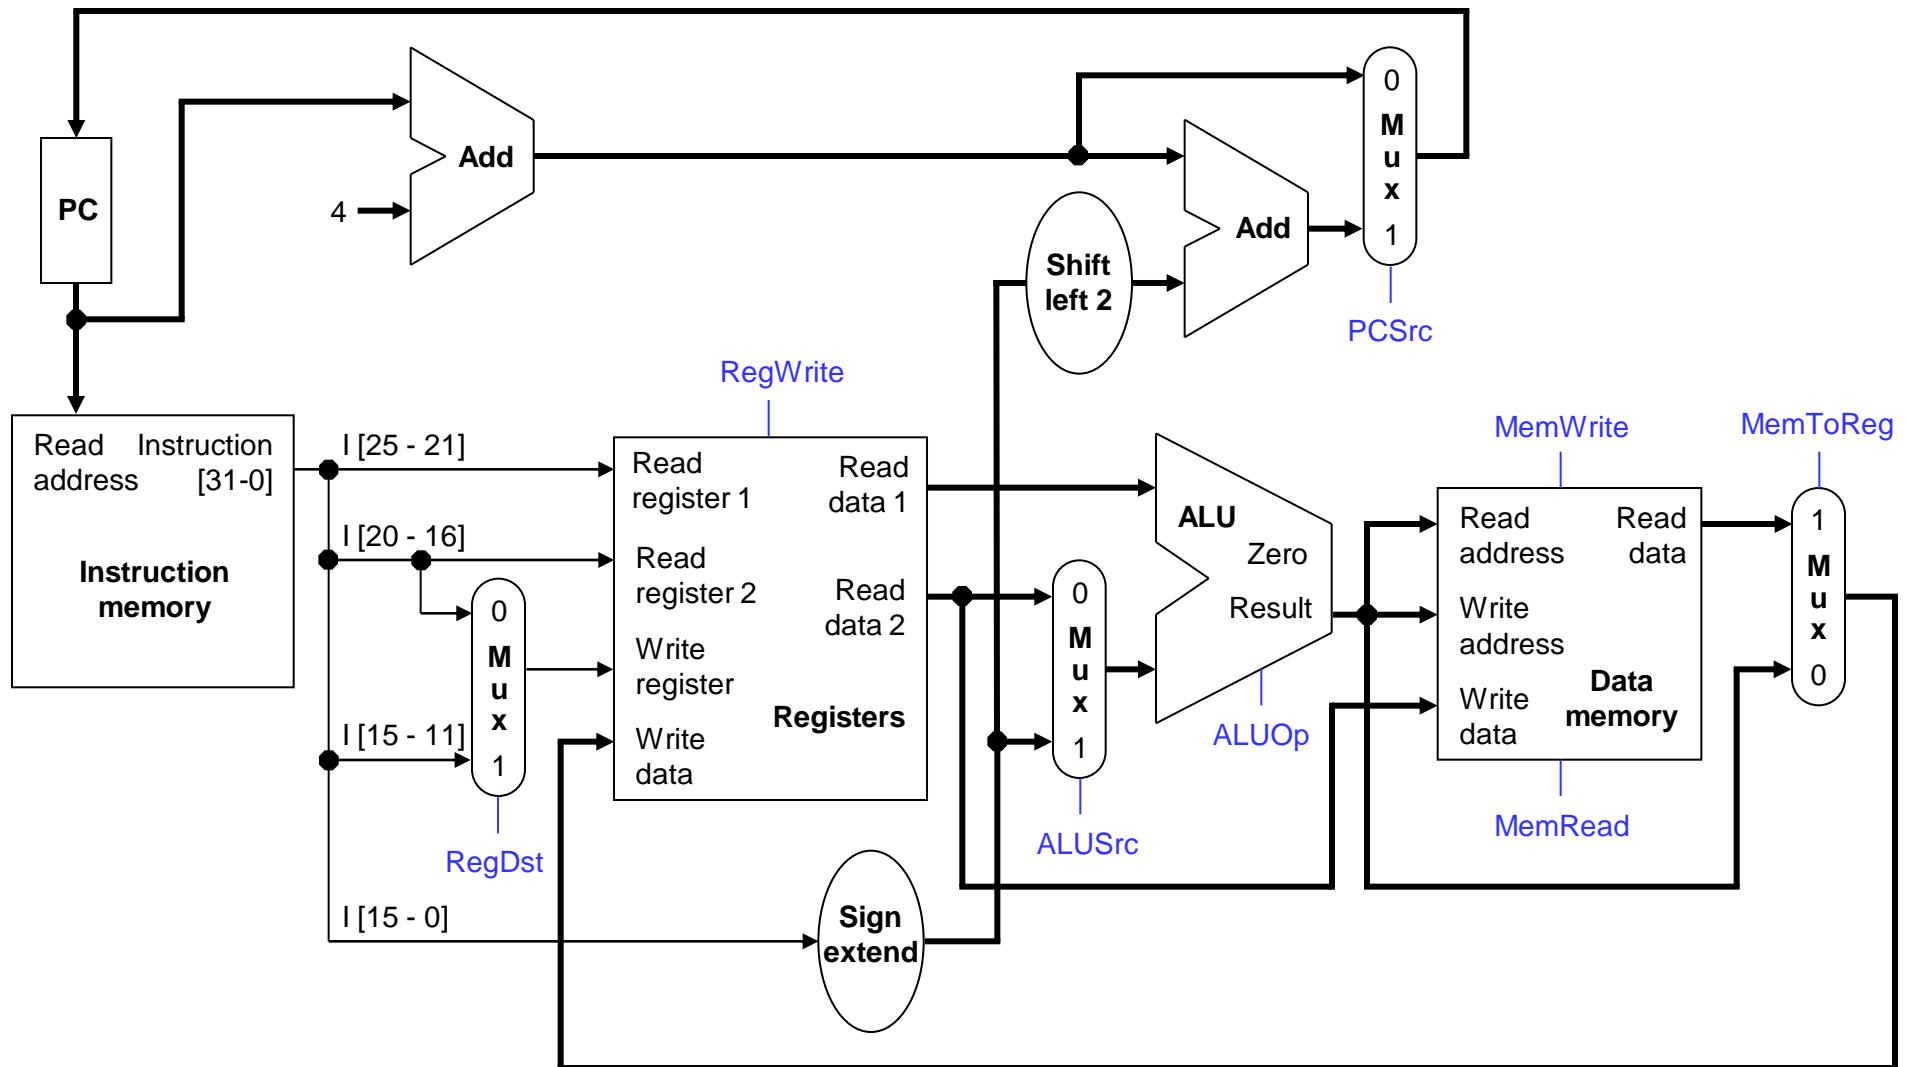 0
M
u
x
1
Add
PC
4
Add
Shift
left 2
PCSrc
RegWrite
MemWrite
MemToReg
Read Instruction
address [31-0]
Instruction
memory
I [25 - 21]
I [20 - 16]
I [15 - 11]
I [15 - 0]
0
M
u
x
1
RegDst
Read
register 1
Read
data 1
Read
register 2
Read
data 2
Write
register
Write
data
Registers
Sign
extend
0
M
u
x
1
ALUSrc
ALU
Zero
Result
ALUOp
Read
address
Read
data
Write
address
Write
data
Data
memory
MemRead
1
M
u
x
0